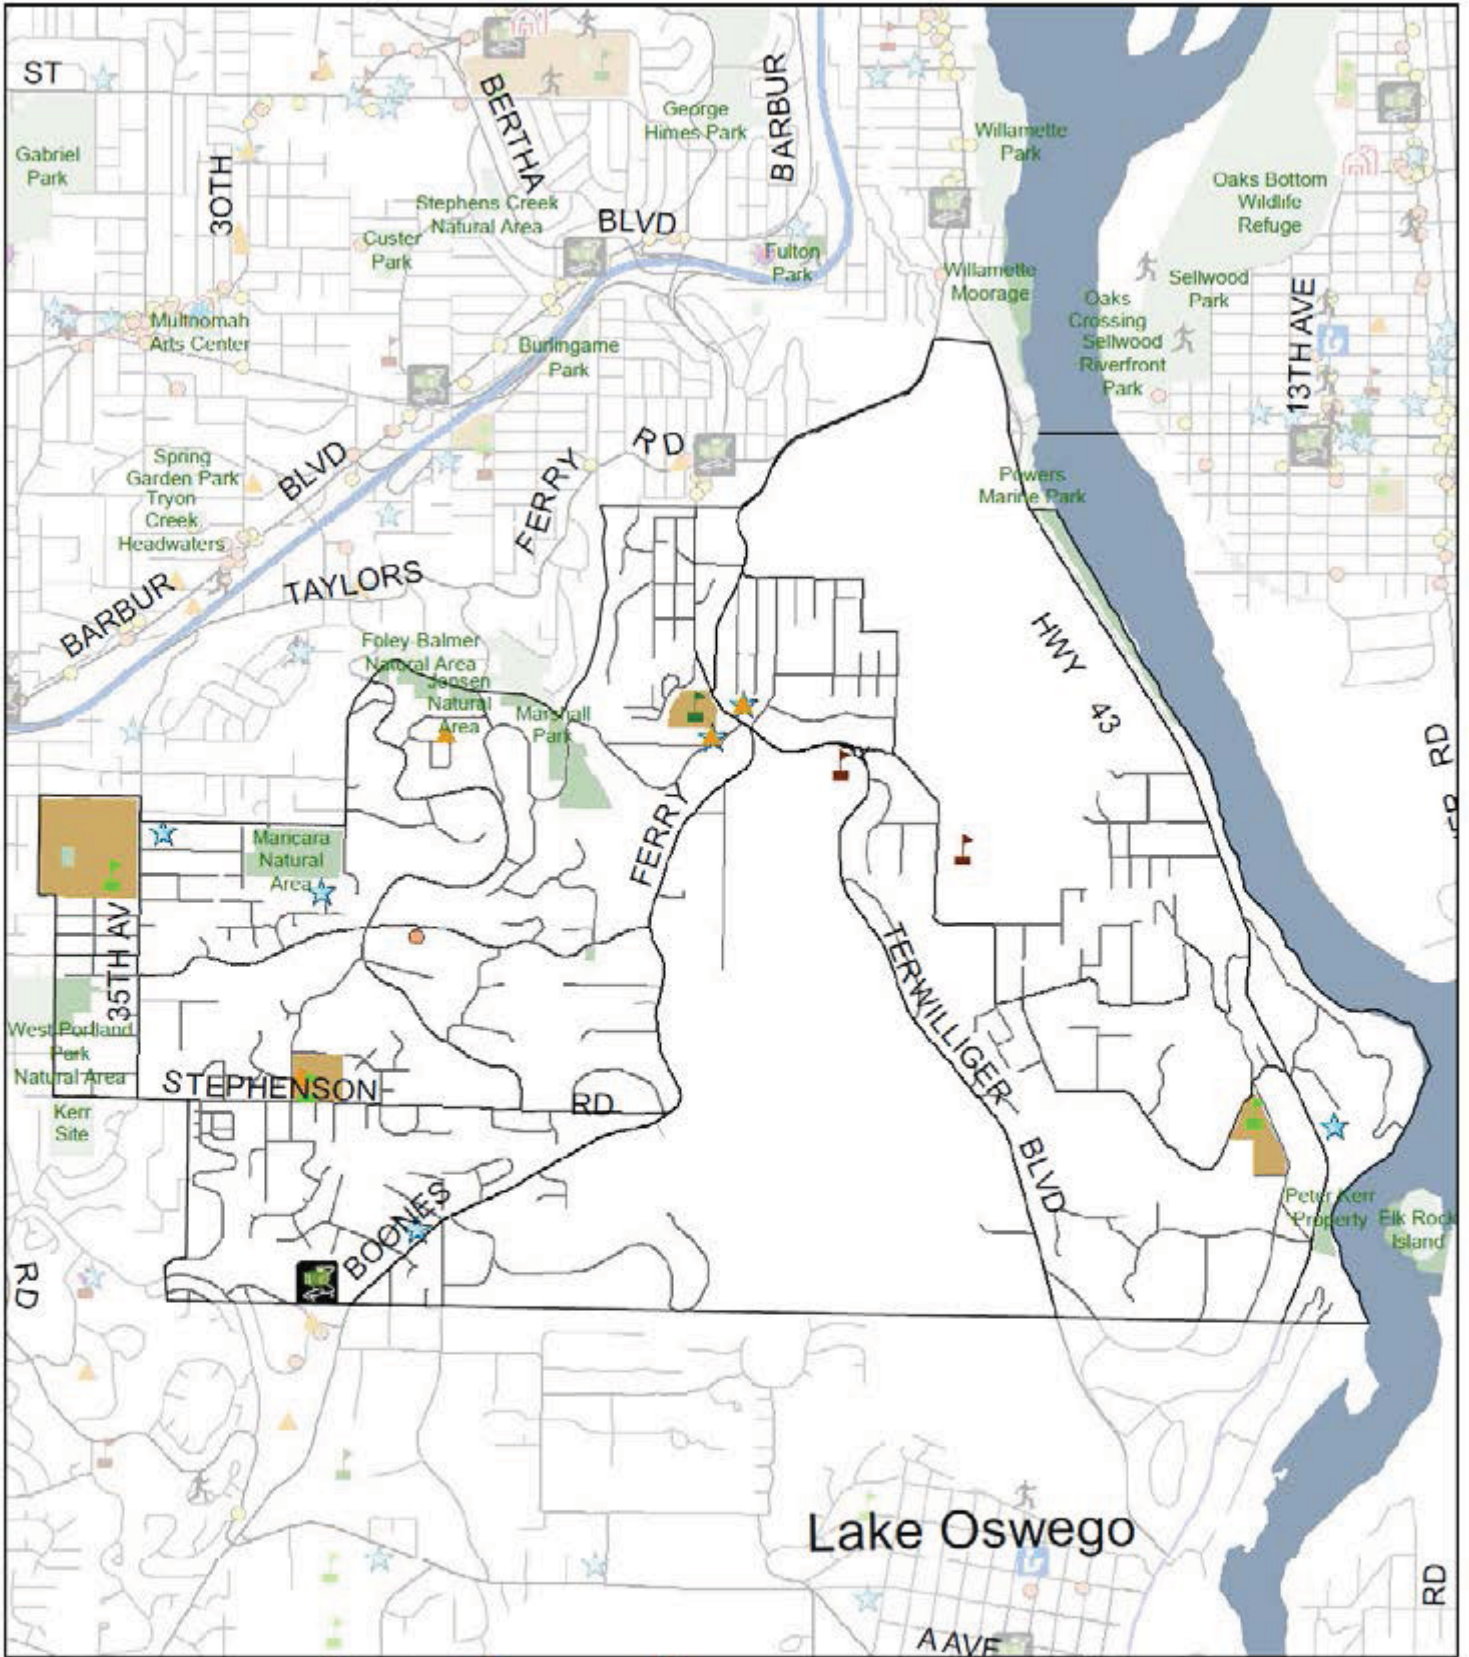 ST
BERTHA
George
Himes Park
BARBUR
Willamette
Park
Gabriel
Park
30TH
Stephens Creek
Natural Area
BLVD
Custer
Park
Fulton
Park
Oaks Bottom
Wildlife
Refuge
Willamette
Moorage
Sellwood
Park
Oaks
Crossing
Sellwood
Riverfront
Park
13TH AVE
Multnomah
Arts Center
Burlingame
Park
RD
FERRY
BLVD
Spring
Garden Park
Tryon
Creek
Headwaters
Powers
Marine Park
BARBUR
TAYLORS
Foley-Balmer
Natural Area
Jensen
Natural
Area
Marshall
Park
HWY
43
RD
FERRY
Maricara
Natural
Area
35TH AV
TERWILLIGER
West Portland
Park
Natural Area
STEPHENSON
RD
Kerr
Site
BLVD
BOONES
Peter Kerr
Property
Elk Rock
Island
RD
Lake Oswego
RD
A AVE